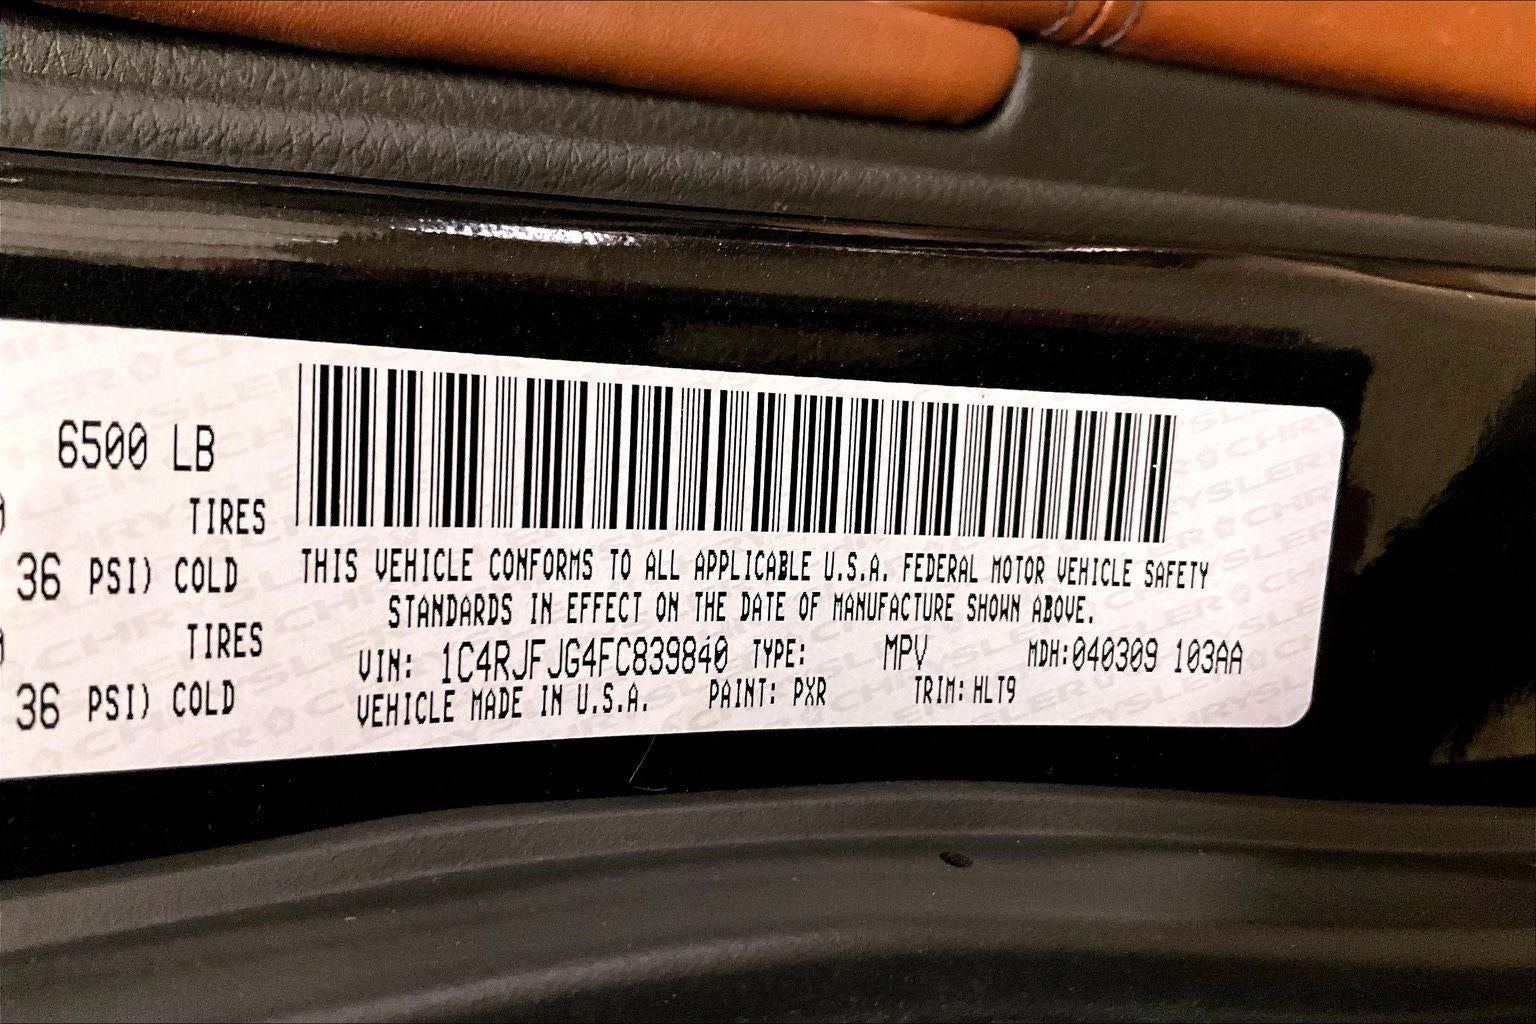 6500 LB
TIRES
36 PSI) COLD
TIRES
36 PSI) COLD
THIS VEHICLE CONFORMS TO ALL APPLICABLE U.S.A. FEDERAL MOTOR VEHICLE SAFETY
STANDARDS IN EFFECT ON THE DATE OF MANUFACTURE SHOWN ABOVE.
VIN: 1C4RJFJG4FC839840 TYPE: MPV MDH:040309 103AA
VEHICLE MADE IN U.S.A. PAINT: PXR TRIM: HLT9